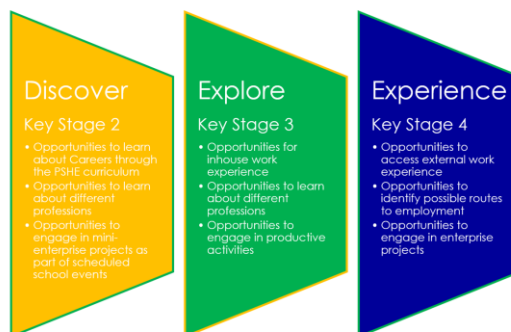 Discover
Key Stage 2
• Opportunities to learn
about Careers through
the PSHE curriculum
• Opportunities to learn
about different
professions
• Opportunities to
engage in mini-
enterprise projects as
part of scheduled
school events
Explore
Key Stage 3
• Opportunities for
inhouse work
experience
• Opportunities to learn
about different
professions
• Opportunities to
engage in productive
activities
Experience
Key Stage 4
• Opportunities to
access external work
experience
• Opportunities to
identify possible routes
to employment
• Opportunities to
engage in enterprise
projects